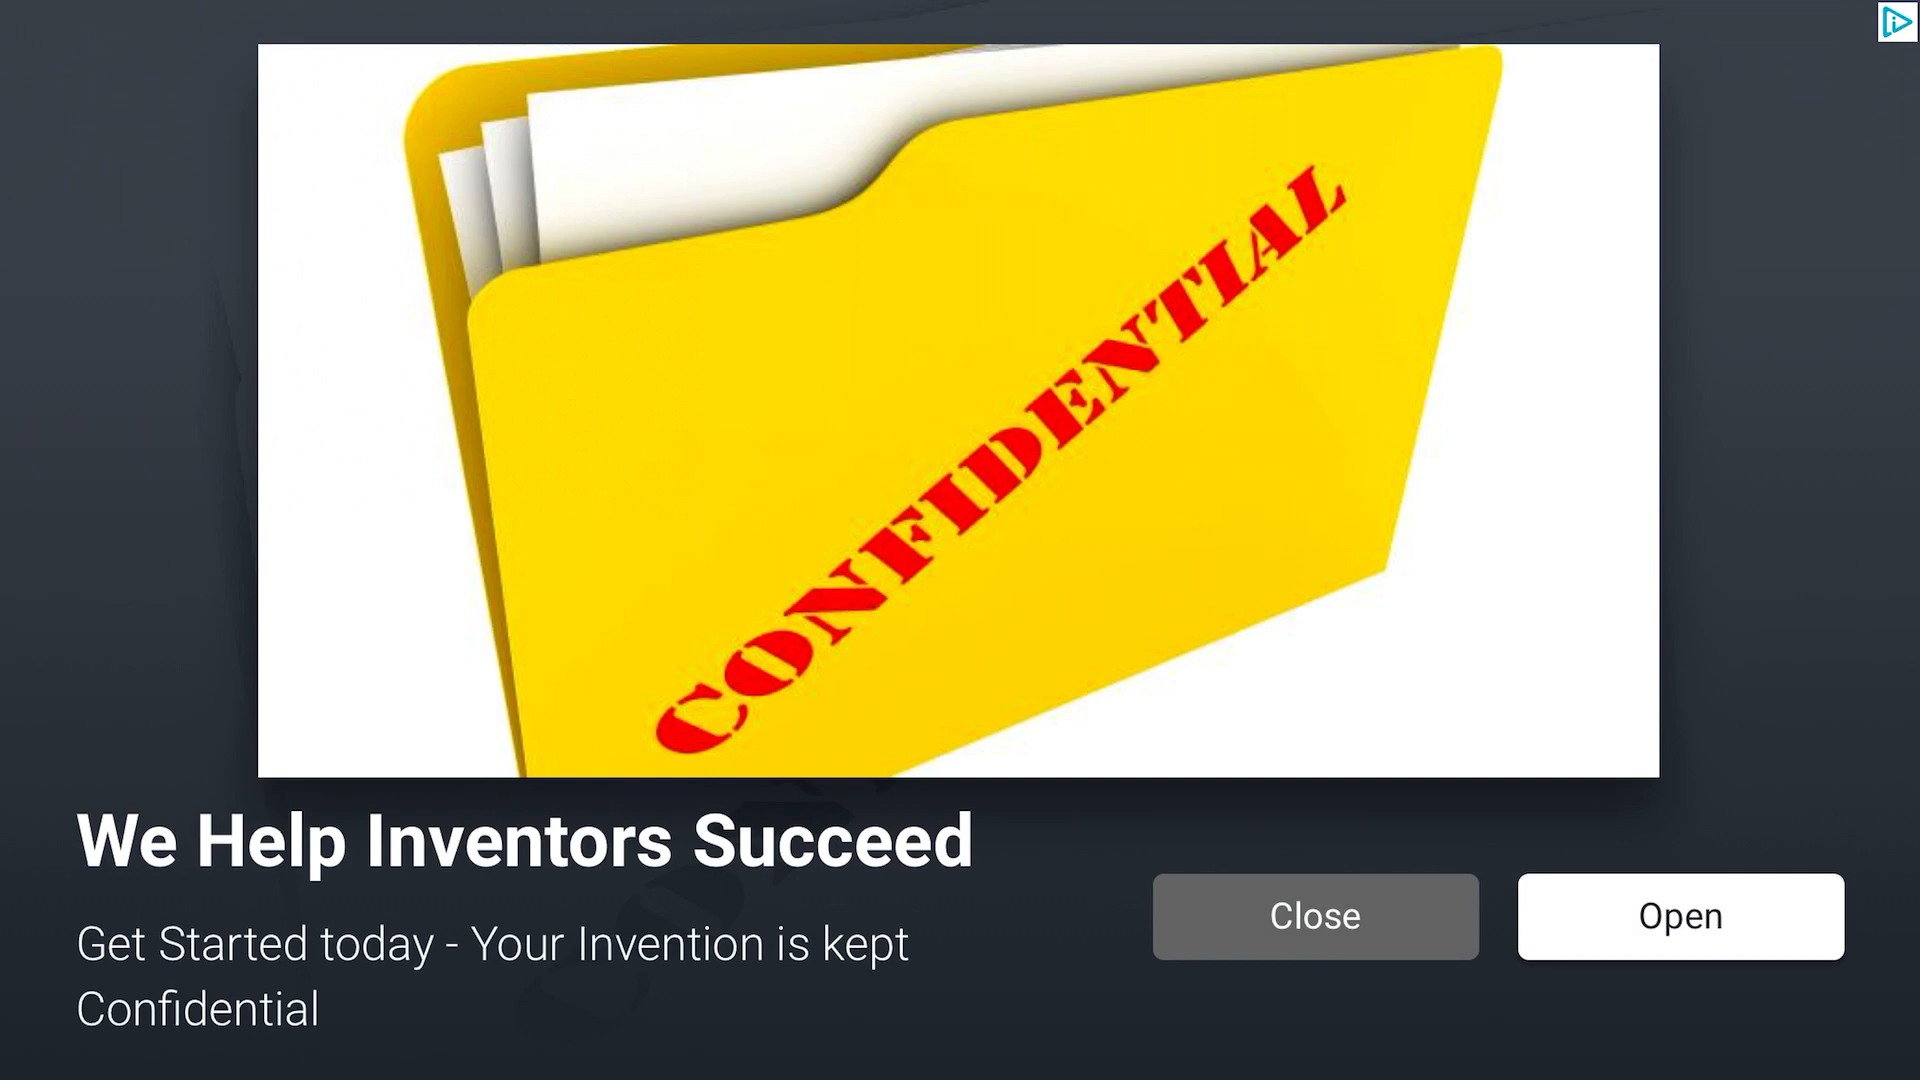 CONFIDENTIAL
We Help Inventors Succeed
Get Started today - Your Invention is kept
Confidential
Close
Open